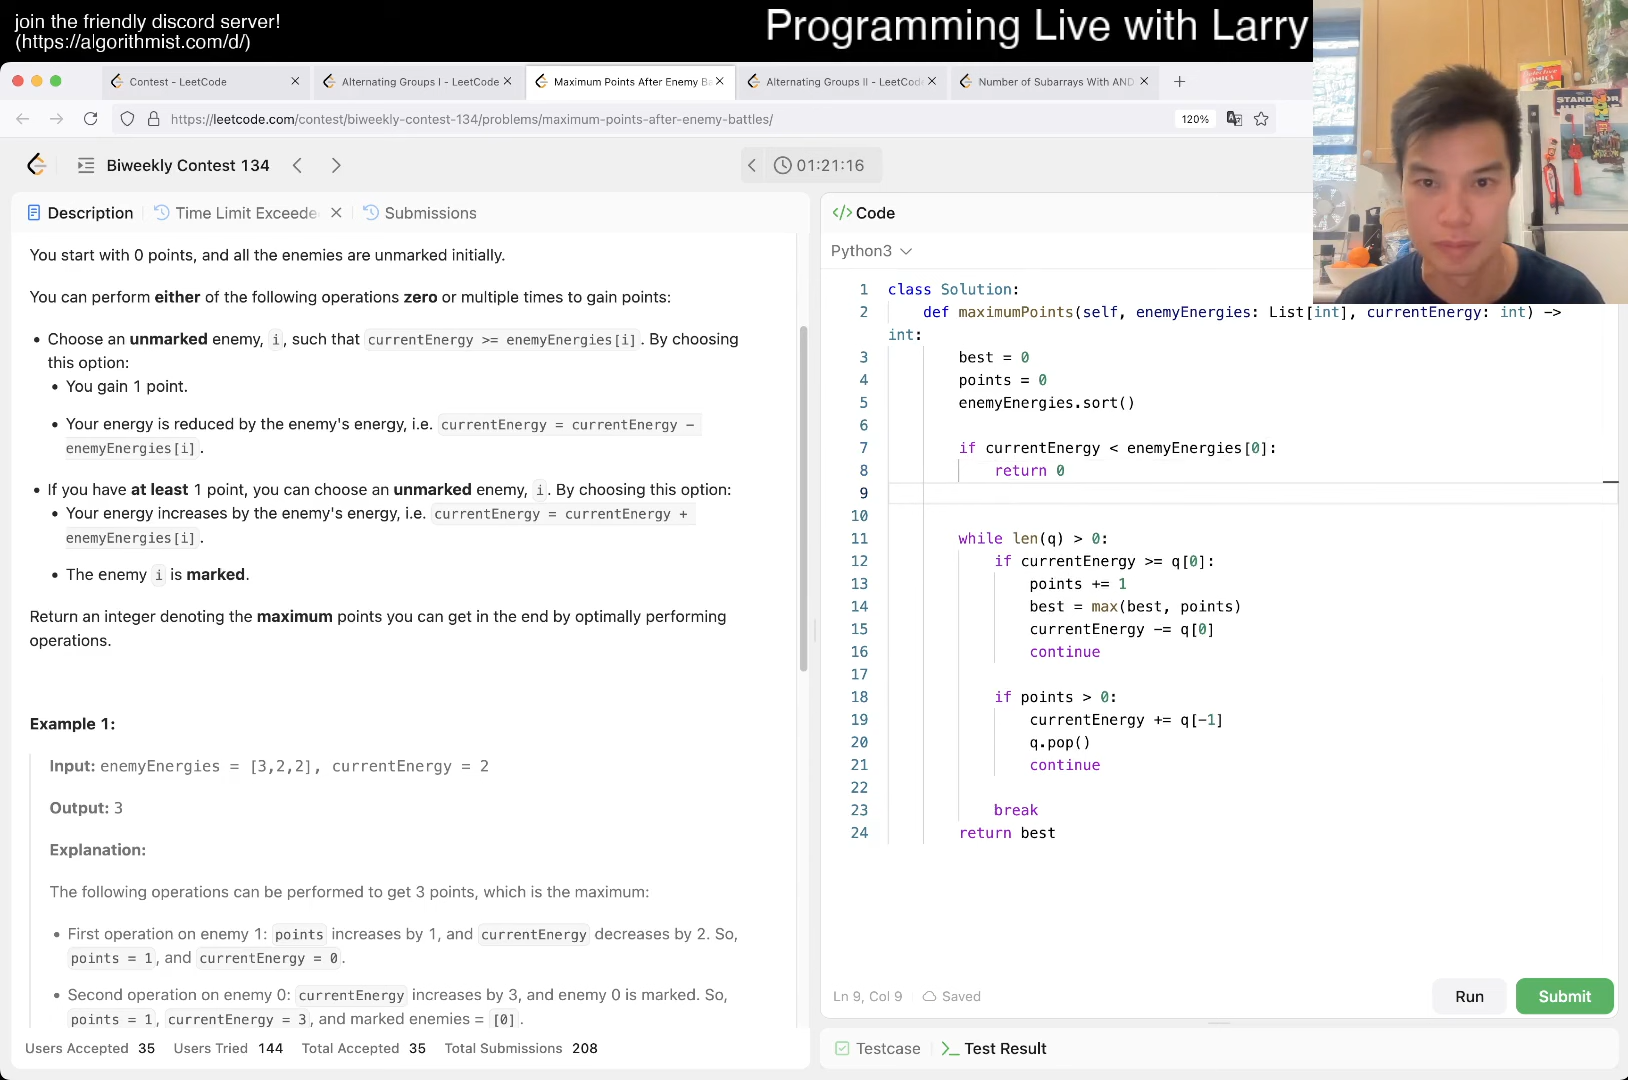 join the friendly discord server!
(https://algorithmist.com/d/)
Programming Live with Larry
Contest - LeetCode
Alternating Groups I - LeetCode
Maximum Points After Enemy Ba
Alternating Groups II - LeetCod
Number of Subarrays With AND
https://leetcode.com/contest/biweekly-contest-134/problems/maximum-points-after-enemy-battles/
120%
Biweekly Contest 134
01:21:16
Description
Time Limit Exceede
Submissions
You start with 0 points, and all the enemies are unmarked initially.
You can perform either of the following operations zero or multiple times to gain points:
• Choose an unmarked enemy, i, such that currentEnergy >= enemyEnergies[i]. By choosing
this option:
• You gain 1 point.
• Your energy is reduced by the enemy's energy, i.e. currentEnergy = currentEnergy -
enemyEnergies[i].
• If you have at least 1 point, you can choose an unmarked enemy, i. By choosing this option:
• Your energy increases by the enemy's energy, i.e. currentEnergy = currentEnergy +
enemyEnergies[i].
• The enemy i is marked.
Return an integer denoting the maximum points you can get in the end by optimally performing
operations.
Example 1:
Input: enemyEnergies = [3,2,2], currentEnergy = 2
Output: 3
Explanation:
The following operations can be performed to get 3 points, which is the maximum:
• First operation on enemy 1: points increases by 1, and currentEnergy decreases by 2. So,
points = 1, and currentEnergy = 0.
• Second operation on enemy 0: currentEnergy increases by 3, and enemy 0 is marked. So,
points = 1, currentEnergy = 3, and marked enemies = [0].
Users Accepted 35 Users Tried 144 Total Accepted 35 Total Submissions 208
</> Code
Python3
1 class Solution:
2 def maximumPoints(self, enemyEnergies: List[int], currentEnergy: int) ->
int:
3 best = 0
4 points = 0
5 enemyEnergies.sort()
6
7 if currentEnergy < enemyEnergies[0]:
8 return 0
9
10
11 while len(q) > 0:
12 if currentEnergy >= q[0]:
13 points += 1
14 best = max(best, points)
15 currentEnergy -= q[0]
16 continue
17
18 if points > 0:
19 currentEnergy += q[-1]
20 q.pop()
21 continue
22
23 break
24 return best
Ln 9, Col 9
Saved
Run
Submit
Testcase
>_ Test Result